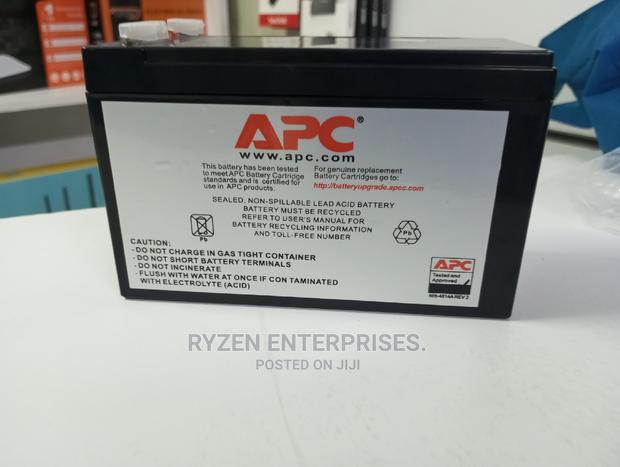 APC®
www.apc.com
This battery has been tested
to meet APC Battery Cartridge
standards and is certified for
use in APC products.
For genuine replacement
Battery Cartridges go to:
http://batteryupgrade.apcc.com
SEALED, NON-SPILLABLE LEAD ACID BATTERY
BATTERY MUST BE RECYCLED
REFER TO USER'S MANUAL FOR
BATTERY RECYCLING INFORMATION
AND TOLL-FREE NUMBER
Pb
Pb
CAUTION:
- DO NOT CHARGE IN GAS TIGHT CONTAINER
- DO NOT SHORT BATTERY TERMINALS
- DO NOT INCINERATE
- FLUSH WITH WATER AT ONCE IF CON TAMINATED
WITH ELECTROLYTE (ACID)
APC
Tested and
Approved
RYZEN ENTERPRISES.
POSTED ON JIJI